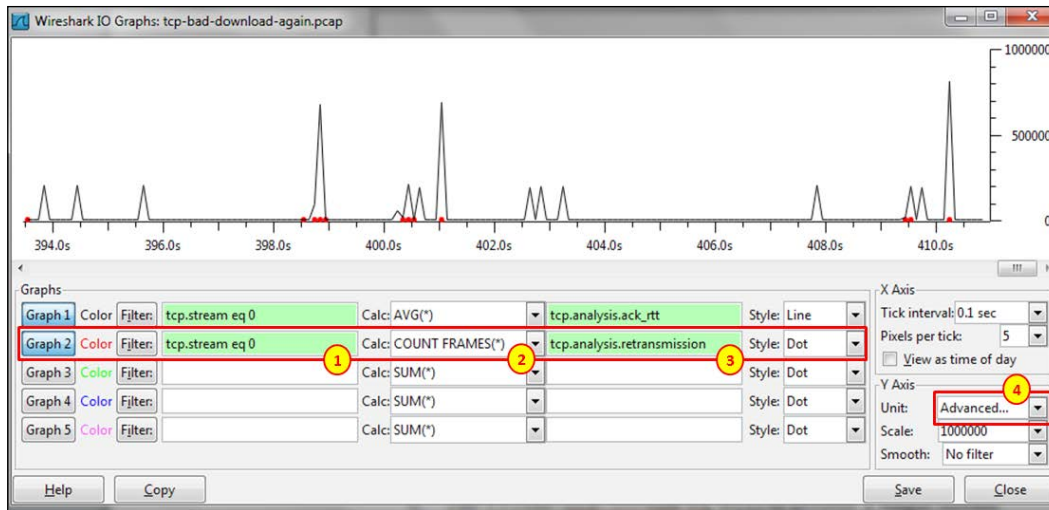 Wireshark IO Graphs: tcp-bad-download-again.pcap
1000000
500000
0
394.0s 396.0s 398.0s 400.0s 402.0s 404.0s 406.0s 408.0s 410.0s
Graphs
Graph 1 Color Filter: tcp.stream eq 0 Calc: AVG(*) tcp.analysis.ack_rtt Style: Line
Graph 2 Color Filter: tcp.stream eq 0 Calc: COUNT FRAMES(*) tcp.analysis.retransmission Style: Dot
1 2 3
Graph 3 Color Filter: Calc: SUM(*) Style: Dot
Graph 4 Color Filter: Calc: SUM(*) Style: Dot
Graph 5 Color Filter: Calc: SUM(*) Style: Dot
X Axis
Tick interval: 0.1 sec
Pixels per tick: 5
View as time of day
Y Axis
4
Unit: Advanced...
Scale: 1000000
Smooth: No filter
Help Copy Save Close